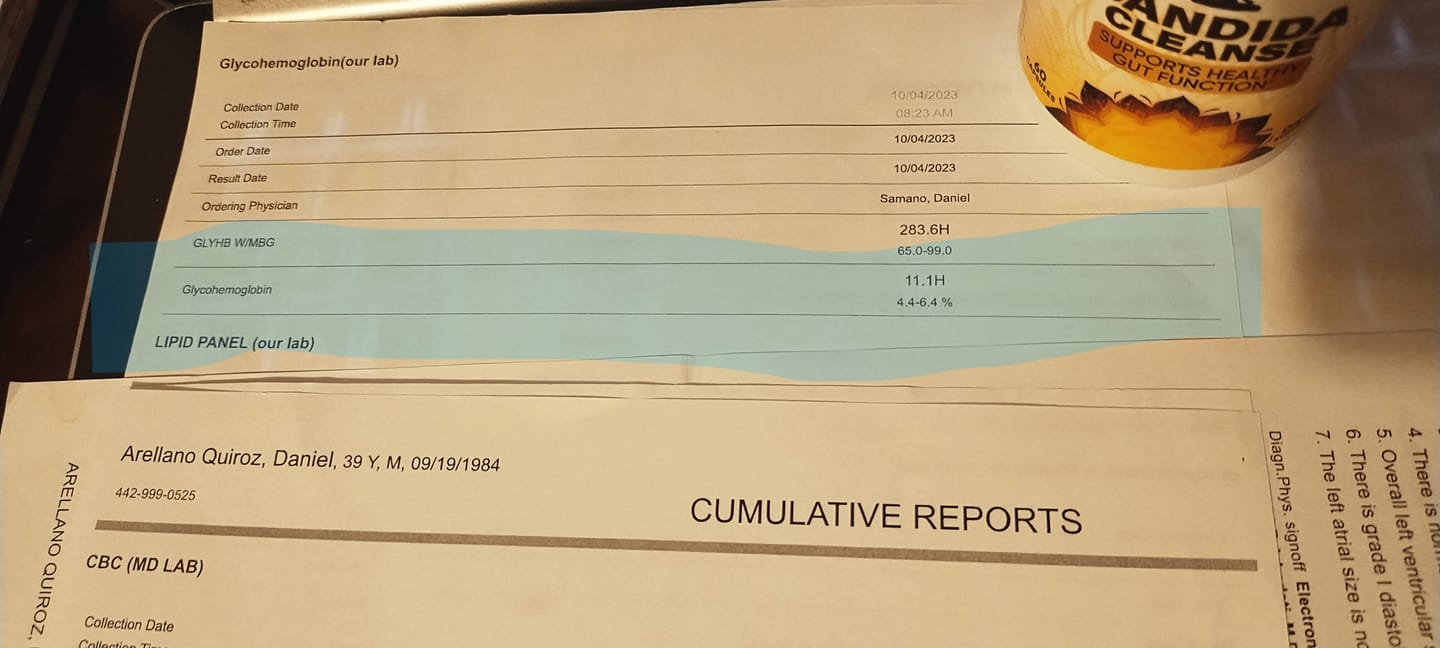 Glycohemoglobin(our lab)
Collection Date 10/04/2023
Collection Time 08:23 AM
Order Date 10/04/2023
Result Date 10/04/2023
Ordering Physician Samano, Daniel
GLYHB W/MBG 283.6H
65.0-99.0
Glycohemoglobin 11.1H
4.4-6.4 %
LIPID PANEL (our lab)
CANDIDA
CLEANSE
SUPPORTS HEALTHY
GUT FUNCTION
60
CAPSULES
Arellano Quiroz, Daniel, 39 Y, M, 09/19/1984
442-999-0525
CUMULATIVE REPORTS
CBC (MD LAB)
Collection Date
Collection
ARELLANO QUIROZ,
4. There is
5. Overall left ventricular
6. There is grade I
7. The left atrial size is
Diagn.Phys. signoff